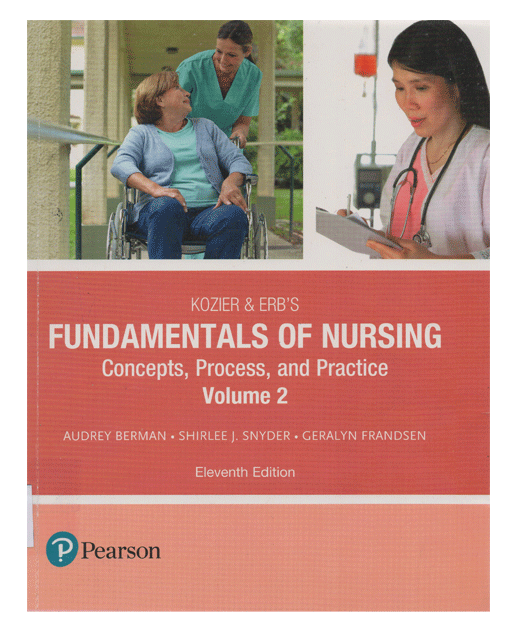 KOZIER & ERB'S
FUNDAMENTALS OF NURSING
Concepts, Process, and Practice
Volume 2
AUDREY BERMAN • SHIRLEE J. SNYDER • GERALYN FRANDSEN
Eleventh Edition
P Pearson